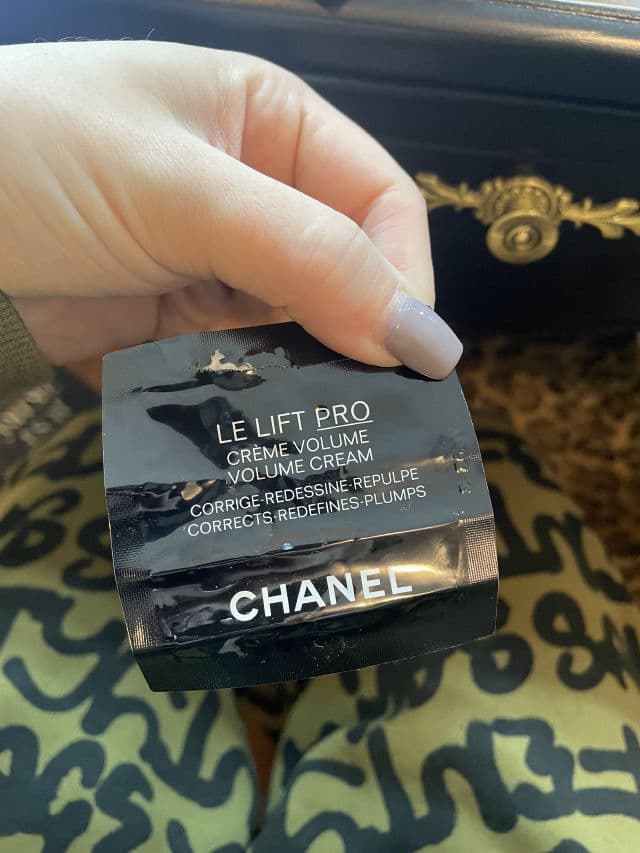 LE LIFT PRO
CRÈME VOLUME
VOLUME CREAM
CORRIGE-REDESSINE-REPULPE
CORRECTS-REDEFINES-PLUMPS
CHANEL